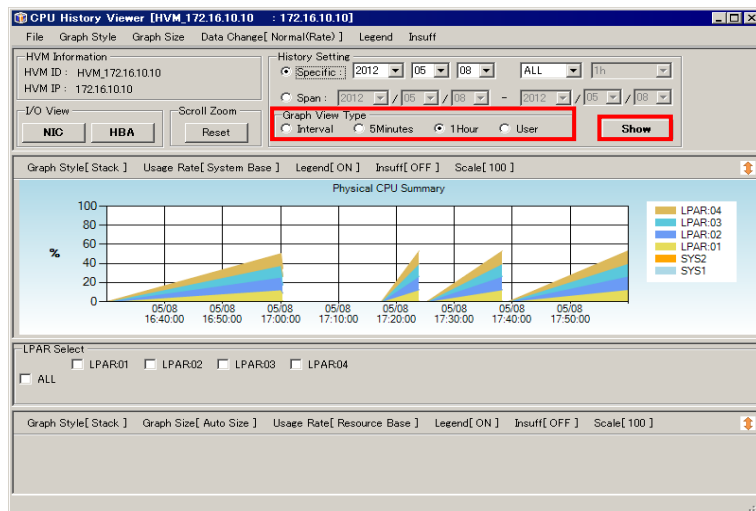 CPU History Viewer [HVM_172.16.10.10 : 172.16.10.10]
File Graph Style Graph Size Data Change[ Normal(Rate) ] Legend Insuff
HVM Information
HVM ID : HVM_172.16.10.10
HVM IP : 172.16.10.10
History Setting
Specific : 2012 / 05 / 08 ALL 1h
Span : 2012 / 05 / 08 - 2012 / 05 / 08
I/O View
NIC HBA
Scroll Zoom
Reset
Graph View Type
Interval 5Minutes 1Hour User
Show
Graph Style[ Stack ] Usage Rate[ System Base ] Legend[ ON ] Insuff[ OFF ] Scale[ 100 ]
Physical CPU Summary
100
80
60
40
20
0
%
05/08 05/08 05/08 05/08 05/08 05/08 05/08 05/08
16:40:00 16:50:00 17:00:00 17:10:00 17:20:00 17:30:00 17:40:00 17:50:00
LPAR:04
LPAR:03
LPAR:02
LPAR:01
SYS2
SYS1
LPAR Select
LPAR:01 LPAR:02 LPAR:03 LPAR:04
ALL
Graph Style[ Stack ] Graph Size[ Auto Size ] Usage Rate[ Resource Base ] Legend[ ON ] Insuff[ OFF ] Scale[ 100 ]